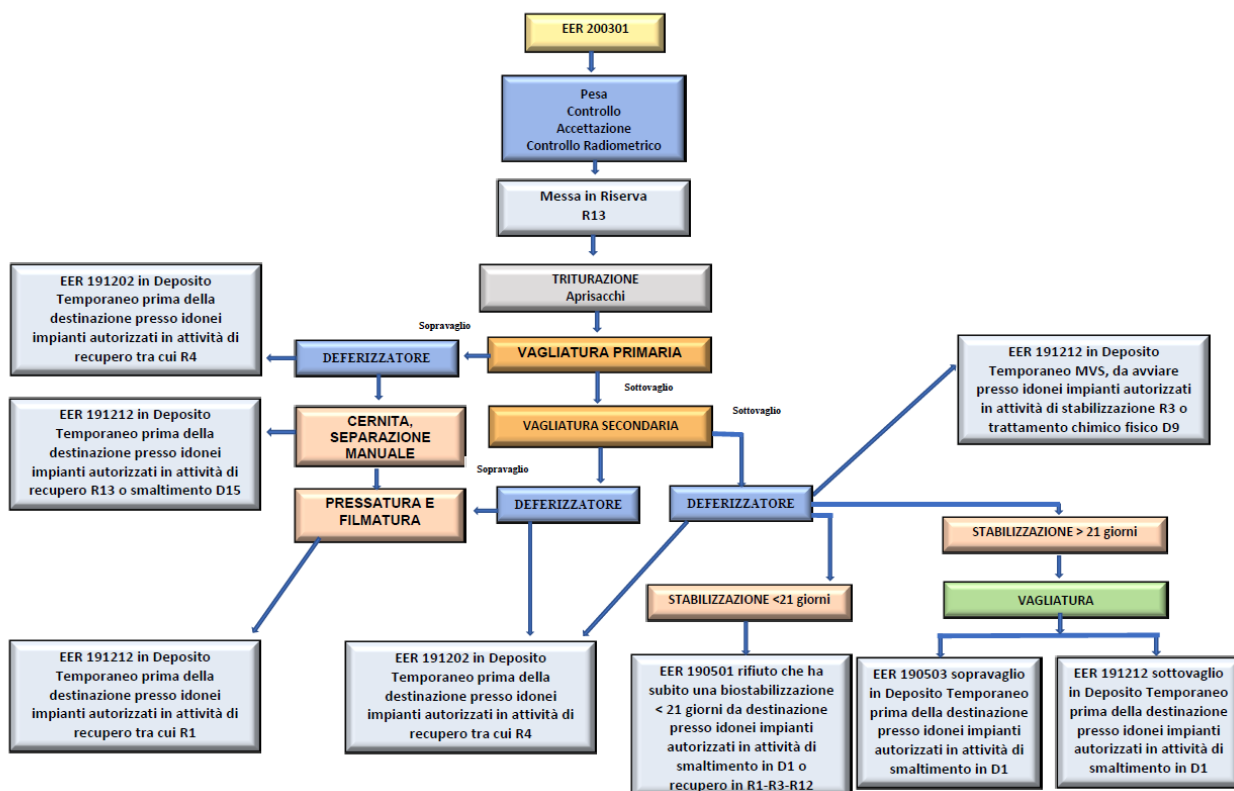 EER 200301
Pesa
Controllo
Accettazione
Controllo Radiometrico
Messa in Riserva
R13
TRITURAZIONE
Aprisacchi
EER 191202 in Deposito
Temporaneo prima della
destinazione presso idonei
impianti autorizzati in attività di
recupero tra cui R4
DEFERIZZATORE
Sopravaglio
VAGLIATURA PRIMARIA
Sottovaglio
EER 191212 in Deposito
Temporaneo MVS, da avviare
presso idonei impianti autorizzati
in attività di stabilizzazione R3 o
trattamento chimico fisico D9
EER 191212 in Deposito
Temporaneo prima della
destinazione presso idonei
impianti autorizzati in attività di
recupero R13 o smaltimento D15
CERNITA,
SEPARAZIONE
MANUALE
VAGLIATURA SECONDARIA
Sottovaglio
Sopravaglio
PRESSATURA E
FILMATURA
DEFERIZZATORE
DEFERIZZATORE
STABILIZZAZIONE > 21 giorni
STABILIZZAZIONE <21 giorni
VAGLIATURA
EER 191212 in Deposito
Temporaneo prima della
destinazione presso idonei
impianti autorizzati in attività di
recupero tra cui R1
EER 191202 in Deposito
Temporaneo prima della
destinazione presso idonei
impianti autorizzati in attività di
recupero tra cui R4
EER 190501 rifiuto che ha
subito una biostabilizzazione
< 21 giorni da destinazione
presso idonei impianti
autorizzati in attività di
smaltimento in D1 o
recupero in R1-R3-R12
EER 190503 sopravaglio
in Deposito Temporaneo
prima della destinazione
presso idonei impianti
autorizzati in attività di
smaltimento in D1
EER 191212 sottovaglio
in Deposito Temporaneo
prima della destinazione
presso idonei impianti
autorizzati in attività di
smaltimento in D1